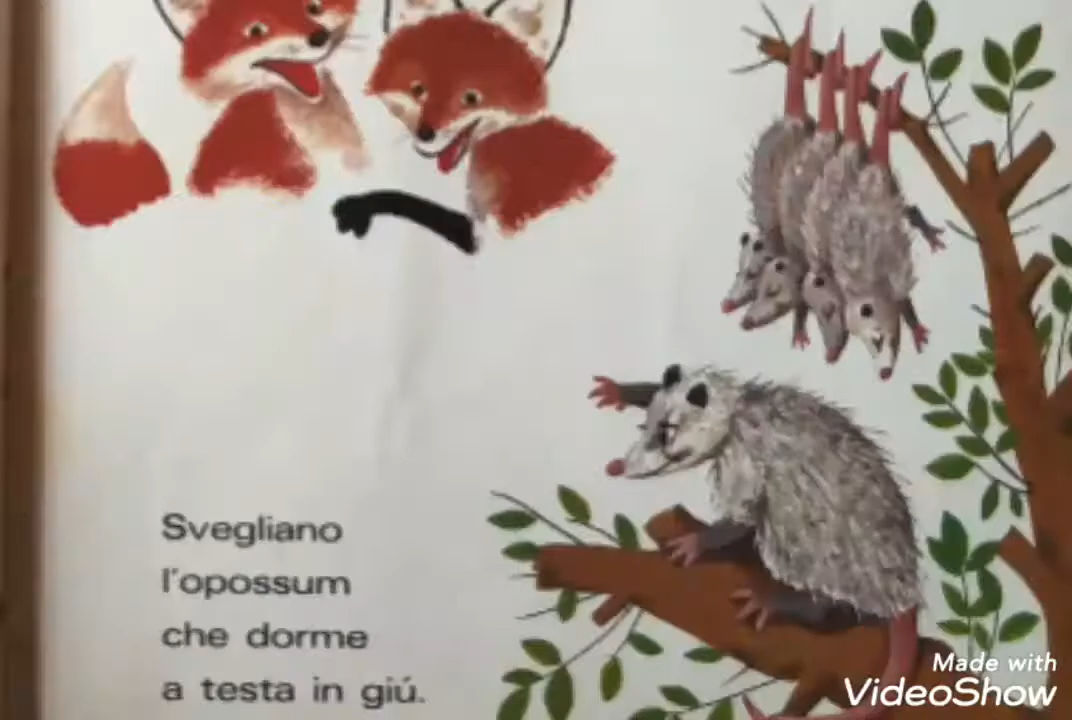 Svegliano
l'opossum
che dorme
a testa in giú.
Made with
VideoShow